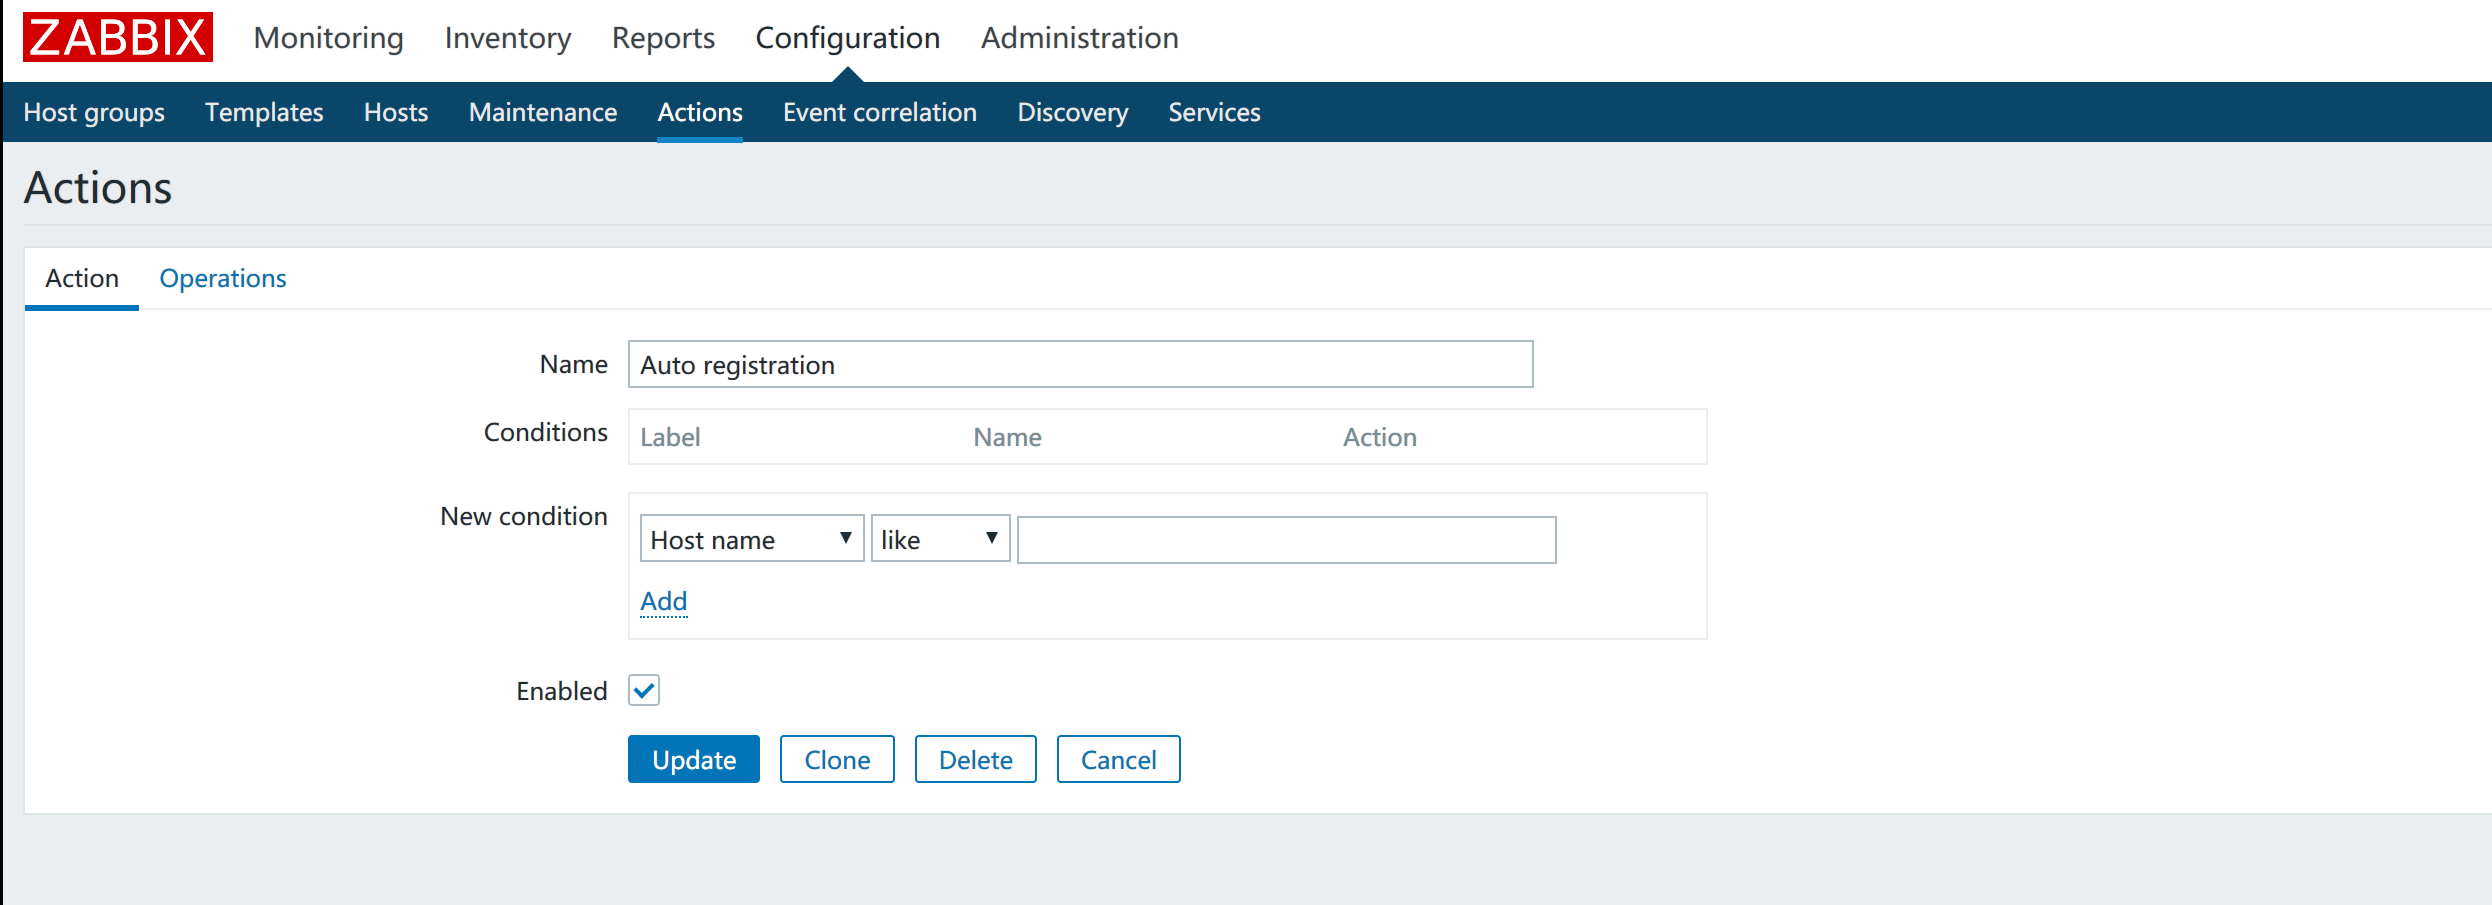 ZABBIX Monitoring Inventory Reports Configuration Administration
Host groups Templates Hosts Maintenance Actions Event correlation Discovery Services
Actions
Action Operations
Name Auto registration
Conditions Label Name Action
New condition Host name like
Add
Enabled
Update Clone Delete Cancel